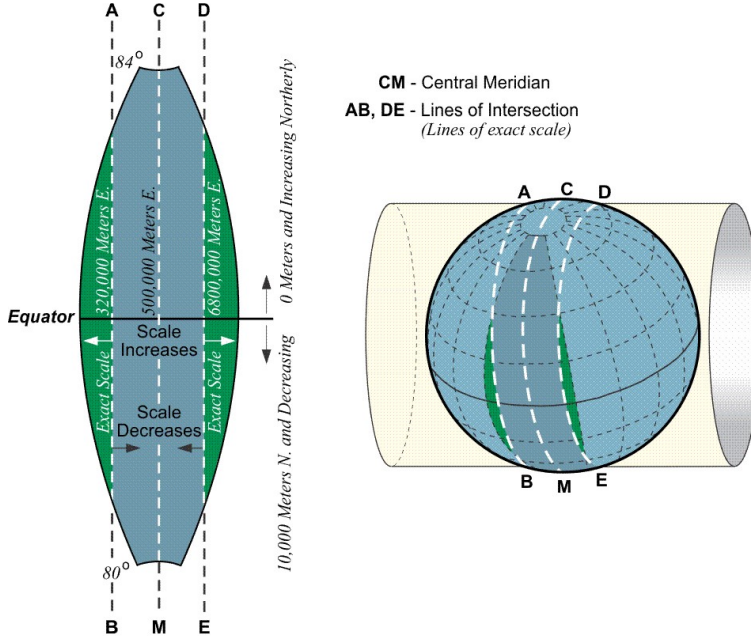 A C D
84°
320,000 Meters E.
500,000 Meters E.
6800,000 Meters E.
0 Meters and Increasing Northerly
Equator
Scale
Increases
Exact Scale
Exact Scale
Scale
Decreases
10,000 Meters N. and Decreasing
80°
B M E
CM - Central Meridian
AB, DE - Lines of Intersection
(Lines of exact scale)
A C D
B M E